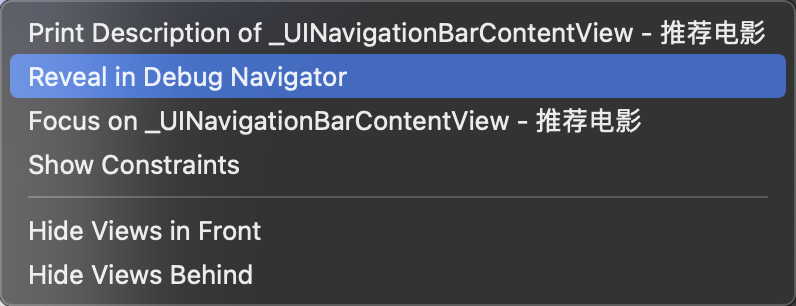 Print Description of _UINavigationBarContentView - 推荐电影
Reveal in Debug Navigator
Focus on _UINavigationBarContentView - 推荐电影
Show Constraints
Hide Views in Front
Hide Views Behind